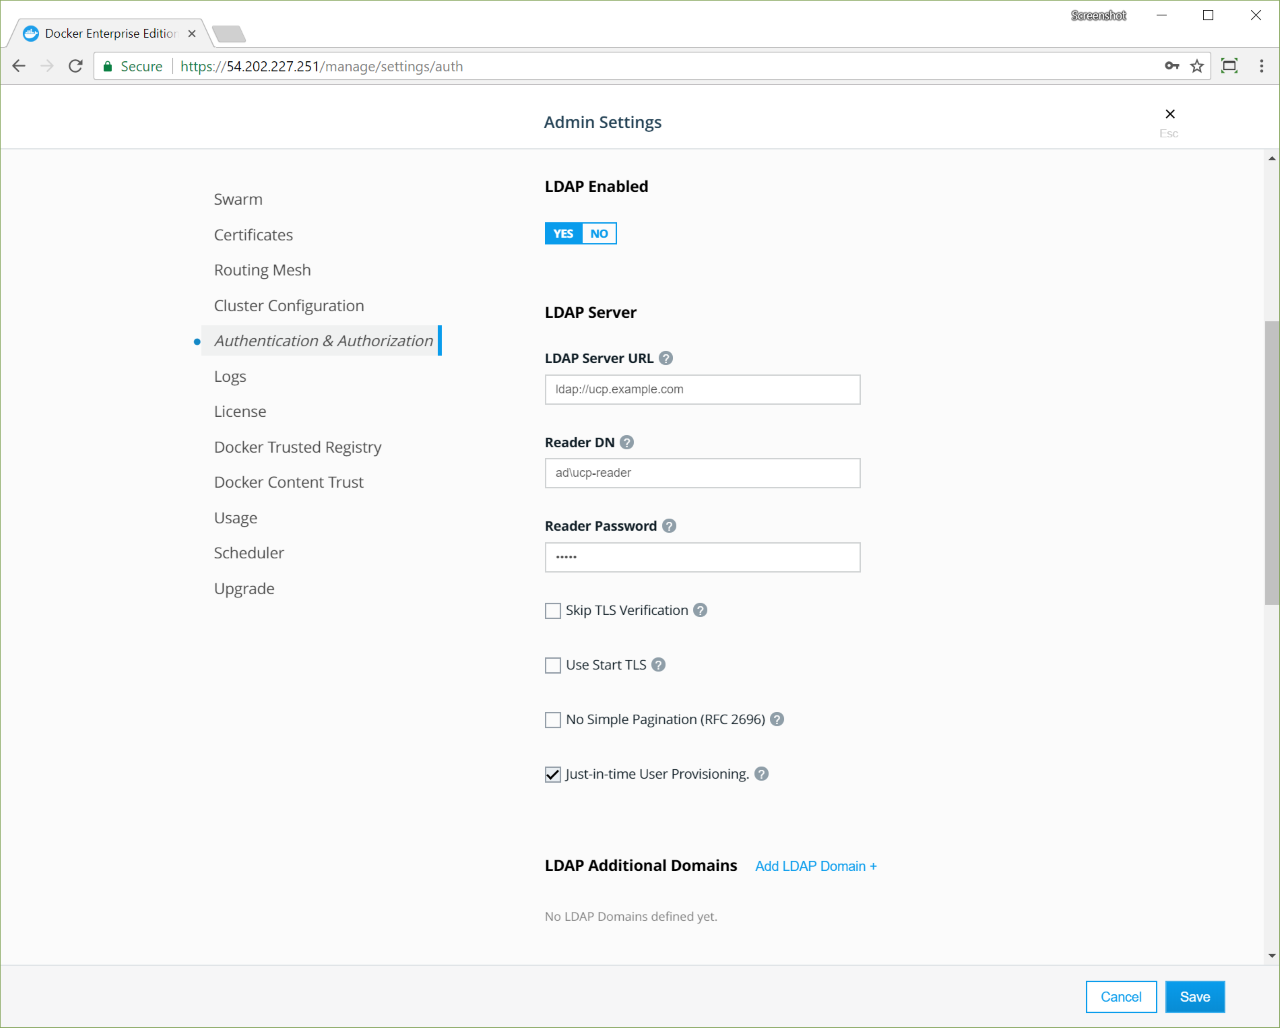 Screenshot
Docker Enterprise Edition
Secure https://54.202.227.251/manage/settings/auth
Admin Settings
Esc
Swarm
Certificates
Routing Mesh
Cluster Configuration
Authentication & Authorization
Logs
License
Docker Trusted Registry
Docker Content Trust
Usage
Scheduler
Upgrade
LDAP Enabled
YES NO
LDAP Server
LDAP Server URL ?
ldap://ucp.example.com
Reader DN ?
ad\ucp-reader
Reader Password ?
•••••
Skip TLS Verification ?
Use Start TLS ?
No Simple Pagination (RFC 2696) ?
Just-in-time User Provisioning. ?
LDAP Additional Domains Add LDAP Domain +
No LDAP Domains defined yet.
Cancel Save